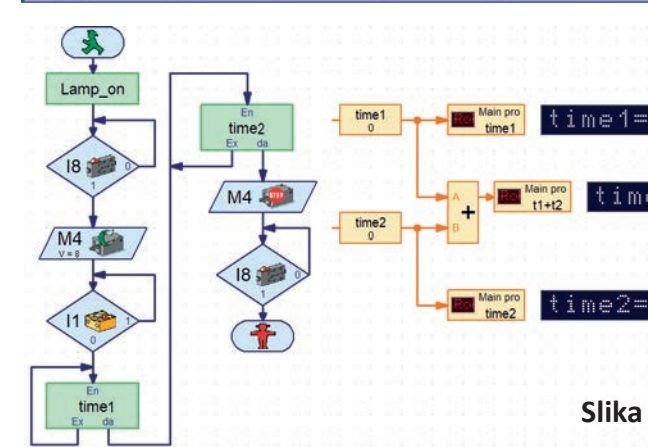 Lamp_on
I8
0
1
M4
V = 8
I1
1
0
En
time1
Ex da
En
time2
Ex da
M4
STOP
I8
0
1
time1
0
Main pro
time1
time1=
A
B
+
Main pro
t1+t2
time2
0
Main pro
time2
time2=
Slika